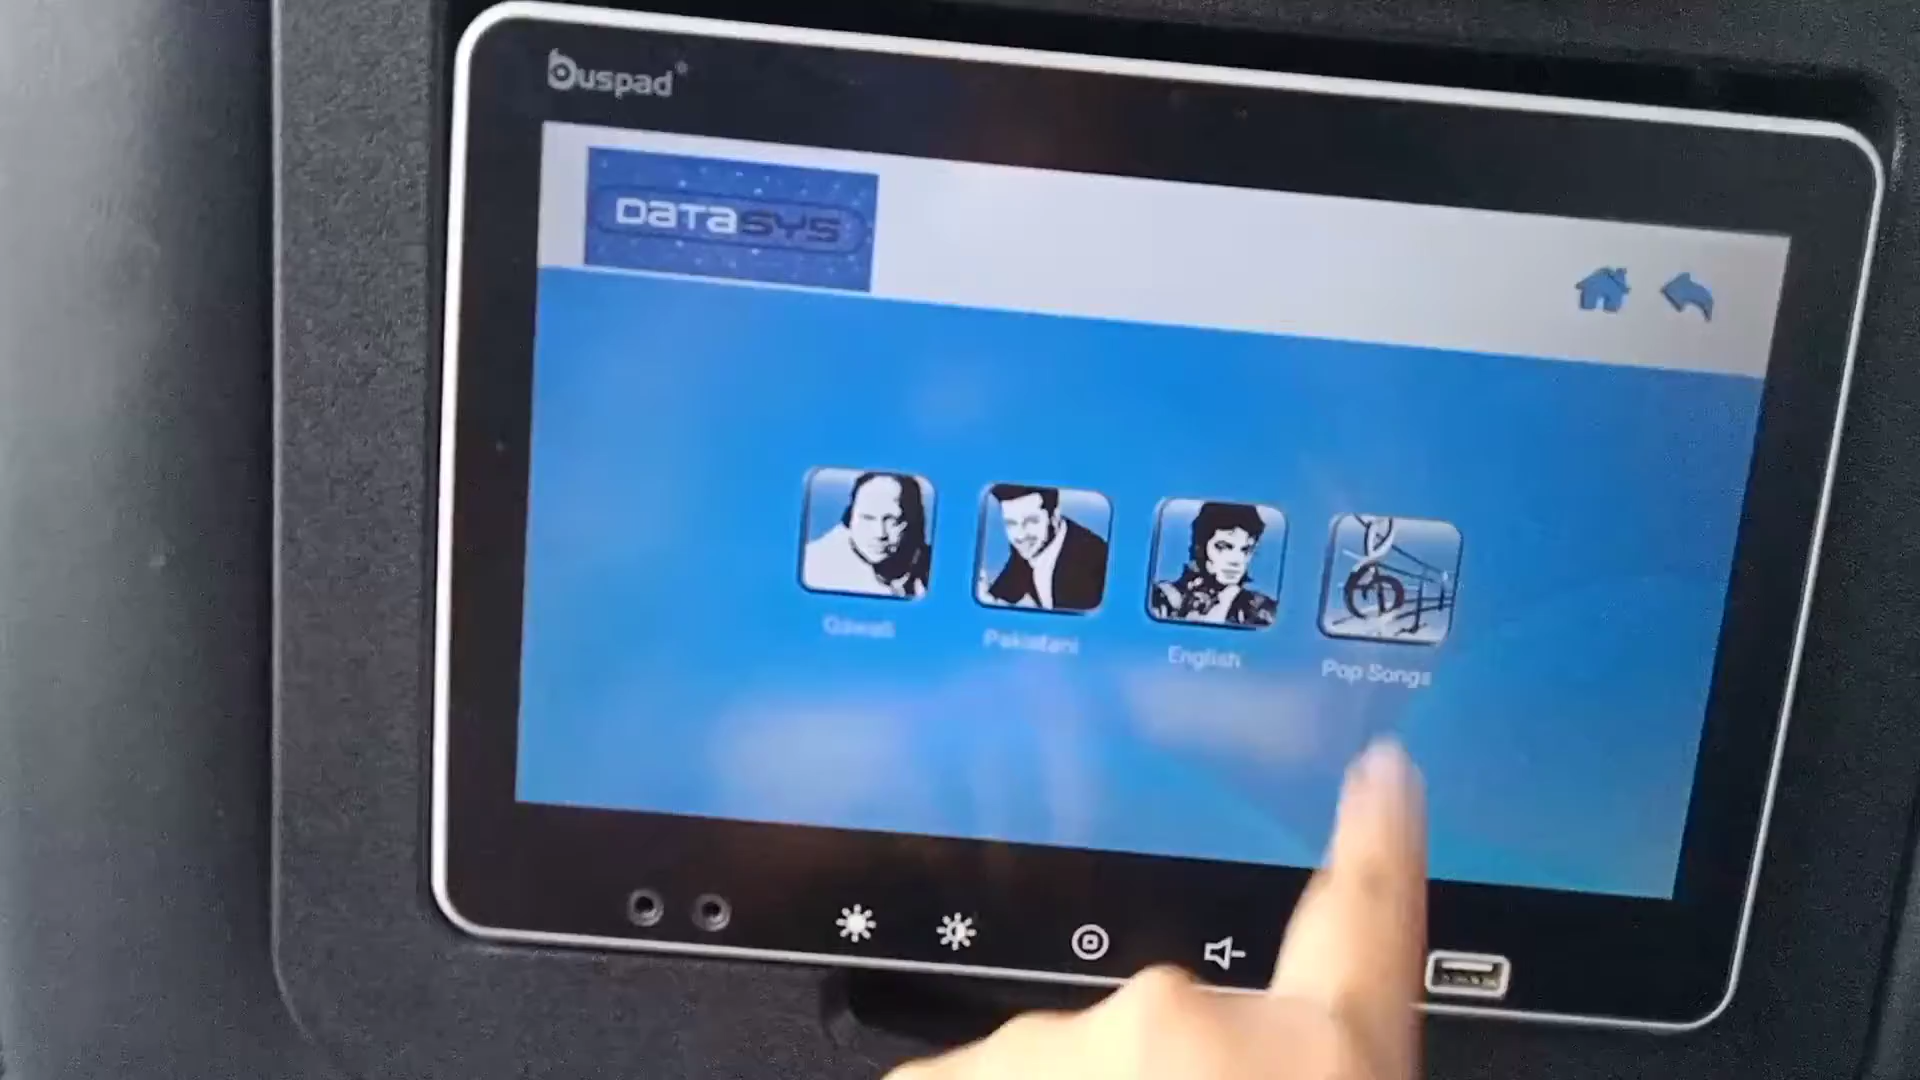 buspad
DATASYS
Qawali
Pakistani
English
Pop Songs